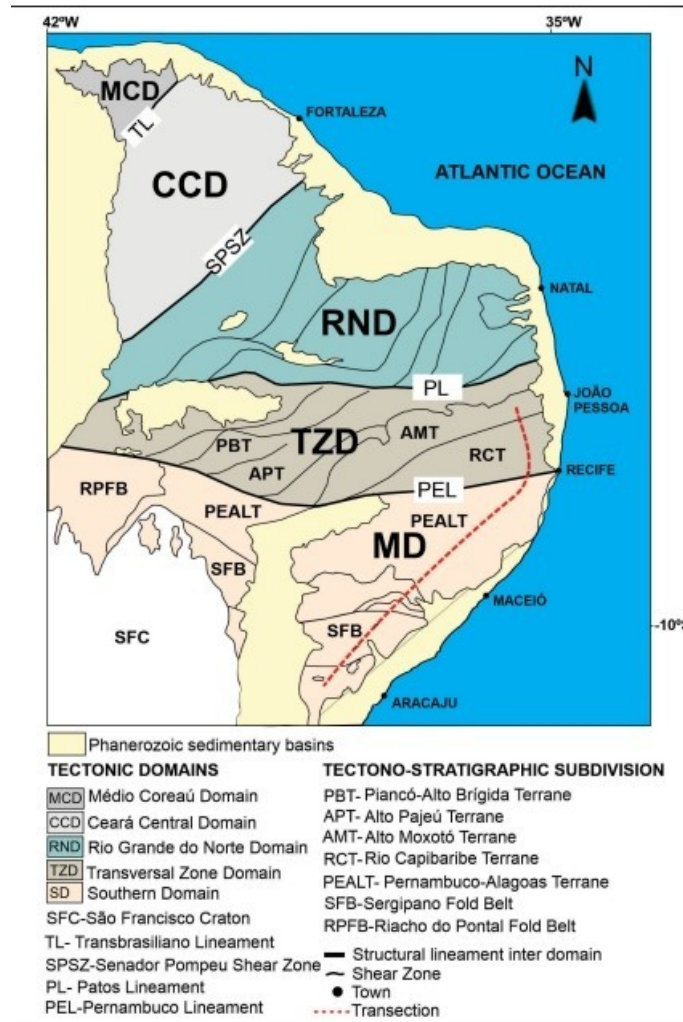 42°W 35°W
N
MCD
TL
FORTALEZA
CCD
ATLANTIC OCEAN
SPSZ
NATAL
RND
PL
JOÃO
PESSOA
PBT
TZD
AMT
APT
RCT
RECIFE
PEL
RPFB
PEALT
PEALT
MD
SFB
MACEIÓ
SFC
SFB
-10°S
ARACAJU
Phanerozoic sedimentary basins
TECTONIC DOMAINS
MCD Médio Coreaú Domain
CCD Ceará Central Domain
RND Rio Grande do Norte Domain
TZD Transversal Zone Domain
SD Southern Domain
SFC-São Francisco Craton
TL- Transbrasiliano Lineament
SPSZ-Senador Pompeu Shear Zone
PL- Patos Lineament
PEL-Pernambuco Lineament
TECTONO-STRATIGRAPHIC SUBDIVISION
PBT- Piancó-Alto Brígida Terrane
APT- Alto Pajeú Terrane
AMT- Alto Moxotó Terrane
RCT- Rio Capibaribe Terrane
PEALT- Pernambuco-Alagoas Terrane
SFB-Sergipano Fold Belt
RPFB-Riacho do Pontal Fold Belt
Structural lineament inter domain
Shear Zone
Town
Transection